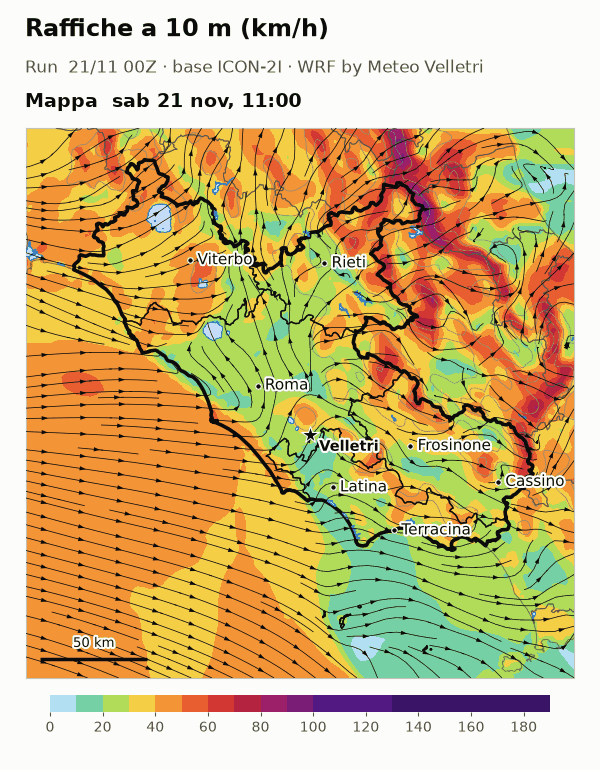 Raffiche a 10 m (km/h)
Run 21/11 00Z · base ICON-2I · WRF by Meteo Velletri
Mappa sab 21 nov, 11:00
Viterbo
Rieti
Roma
Velletri
Frosinone
Latina
Cassino
Terracina
50 km
0 20 40 60 80 100 120 140 160 180